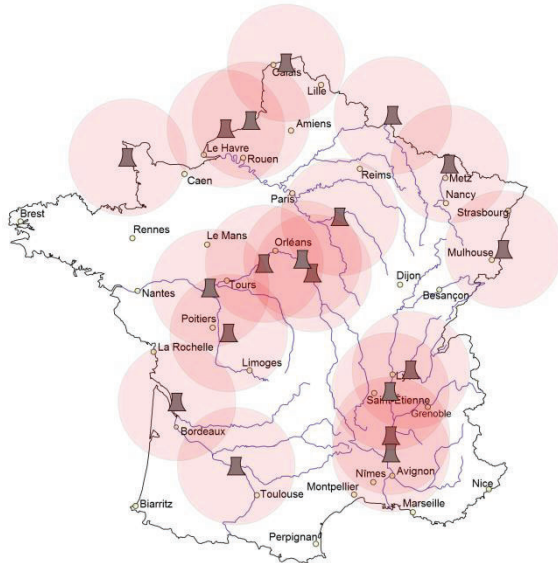 Calais
Lille
Amiens
Le Havre
Rouen
Caen
Reims
Metz
Paris
Nancy
Strasbourg
Brest
Rennes
Le Mans
Orléans
Mulhouse
Dijon
Tours
Besançon
Nantes
Poitiers
La Rochelle
Limoges
Saint-Etienne
Grenoble
Bordeaux
Nîmes
Avignon
Toulouse
Montpellier
Nice
Biarritz
Marseille
Perpignan